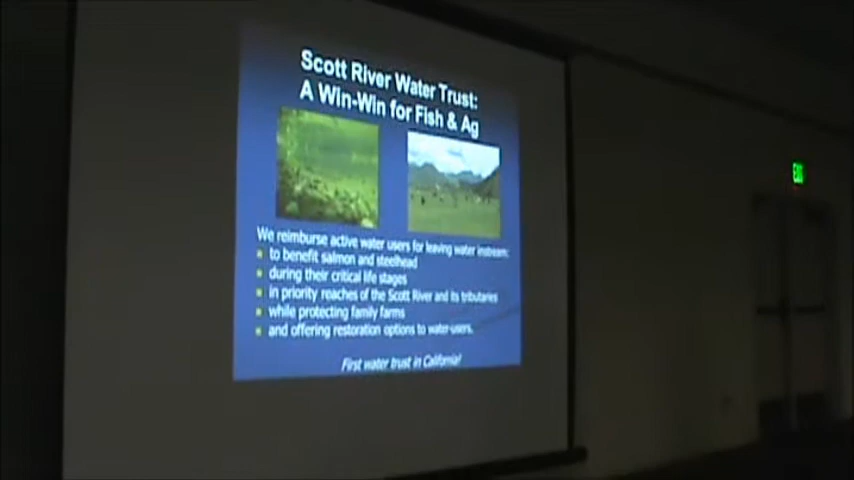 Scott River Water Trust:
A Win-Win for Fish & Ag
We reimburse active water users for leaving water instream:
to benefit salmon and steelhead
during their critical life stages
in priority reaches of the Scott River and its tributaries
while protecting family farms
and offering restoration options to water-users.
First water trust in California!